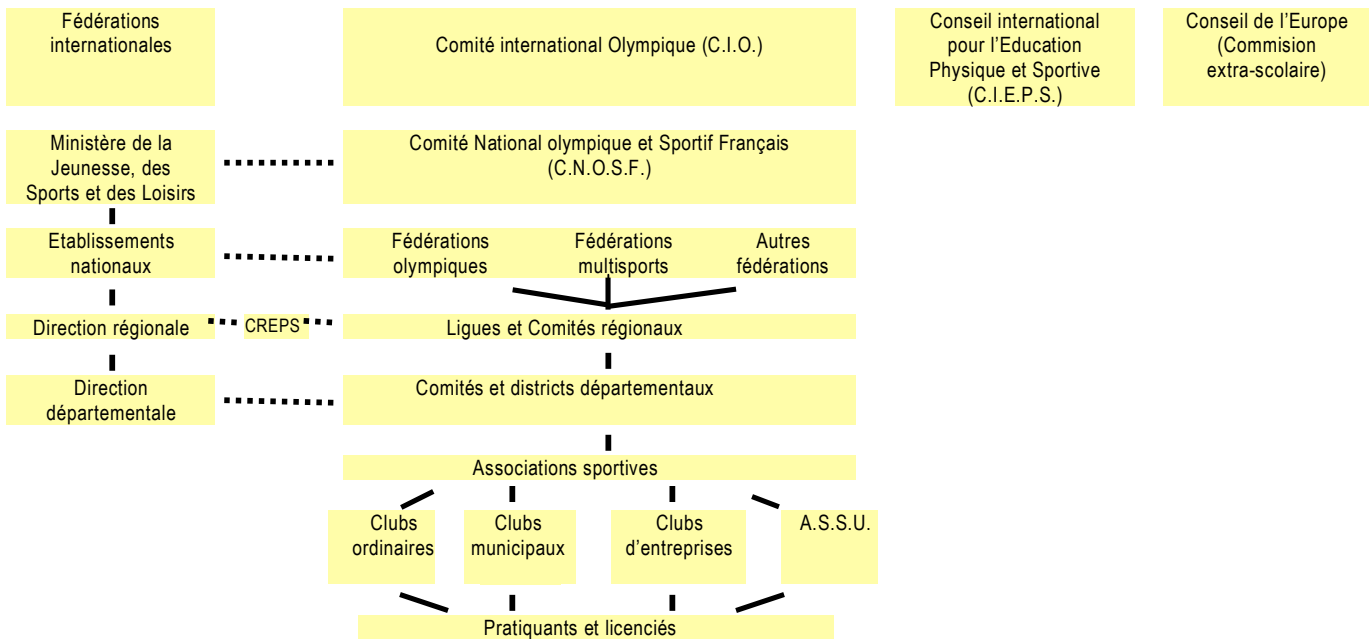 Fédérations
internationales
Comité international Olympique (C.I.O.)
Conseil international
pour l’Education
Physique et Sportive
(C.I.E.P.S.)
Conseil de l’Europe
(Commision
extra-scolaire)
Ministère de la
Jeunesse, des
Sports et des Loisirs
Comité National olympique et Sportif Français
(C.N.O.S.F.)
Etablissements
nationaux
Fédérations
olympiques
Fédérations
multisports
Autres
fédérations
Direction régionale
CREPS
Ligues et Comités régionaux
Direction
départementale
Comités et districts départementaux
Associations sportives
Clubs
ordinaires
Clubs
municipaux
Clubs
d’entreprises
A.S.S.U.
Pratiquants et licenciés